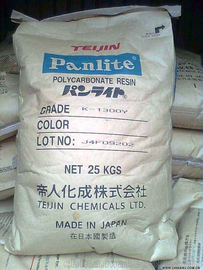 TEIJIN
Panlite
POLYCARBONATE RESIN
パンライト
GRADE K-1300Y
COLOR
LOT NO: J4FD9202
NET 25 KGS
帝人化成株式会社
TEIJIN CHEMICALS LTD.
MADE IN JAPAN
在日本國製造